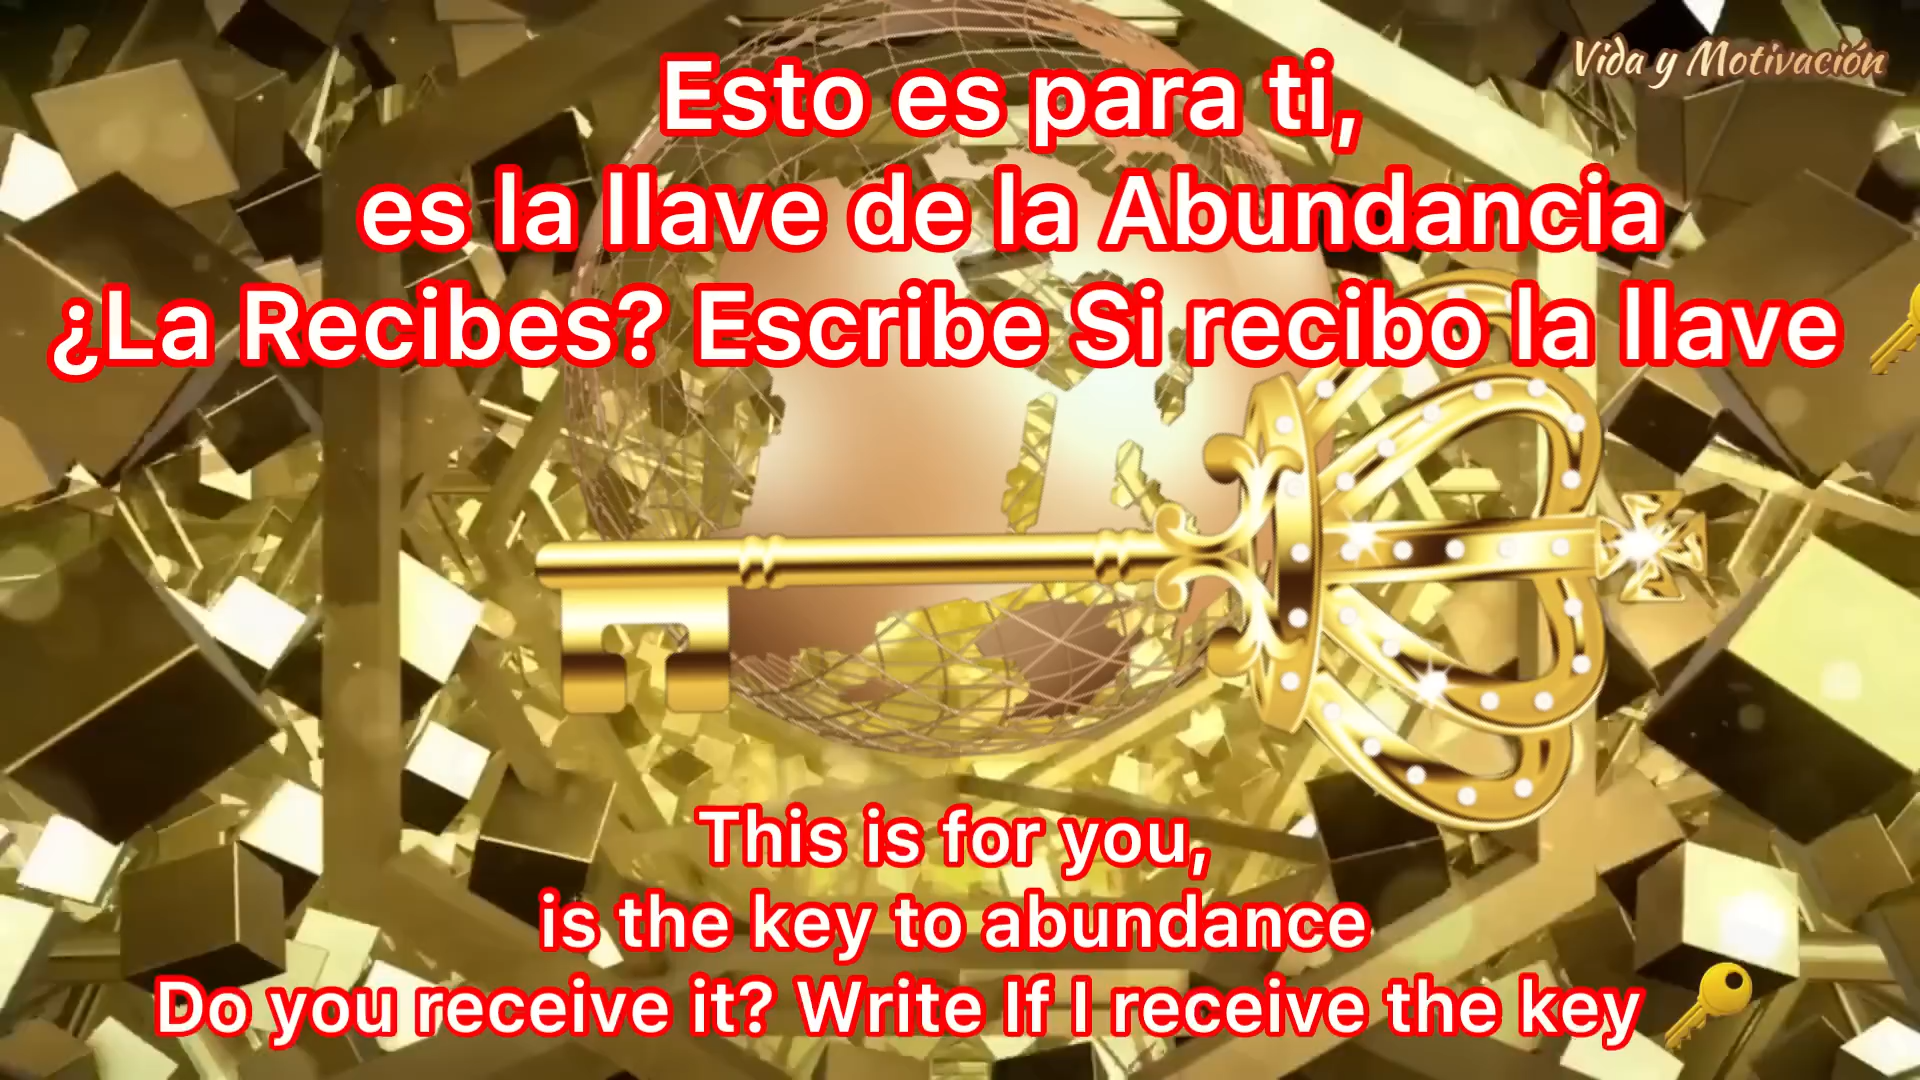 Vida y Motivación
Esto es para ti,
es la llave de la Abundancia
¿La Recibes? Escribe Si recibo la llave 🔑
This is for you,
is the key to abundance
Do you receive it? Write If I receive the key 🔑